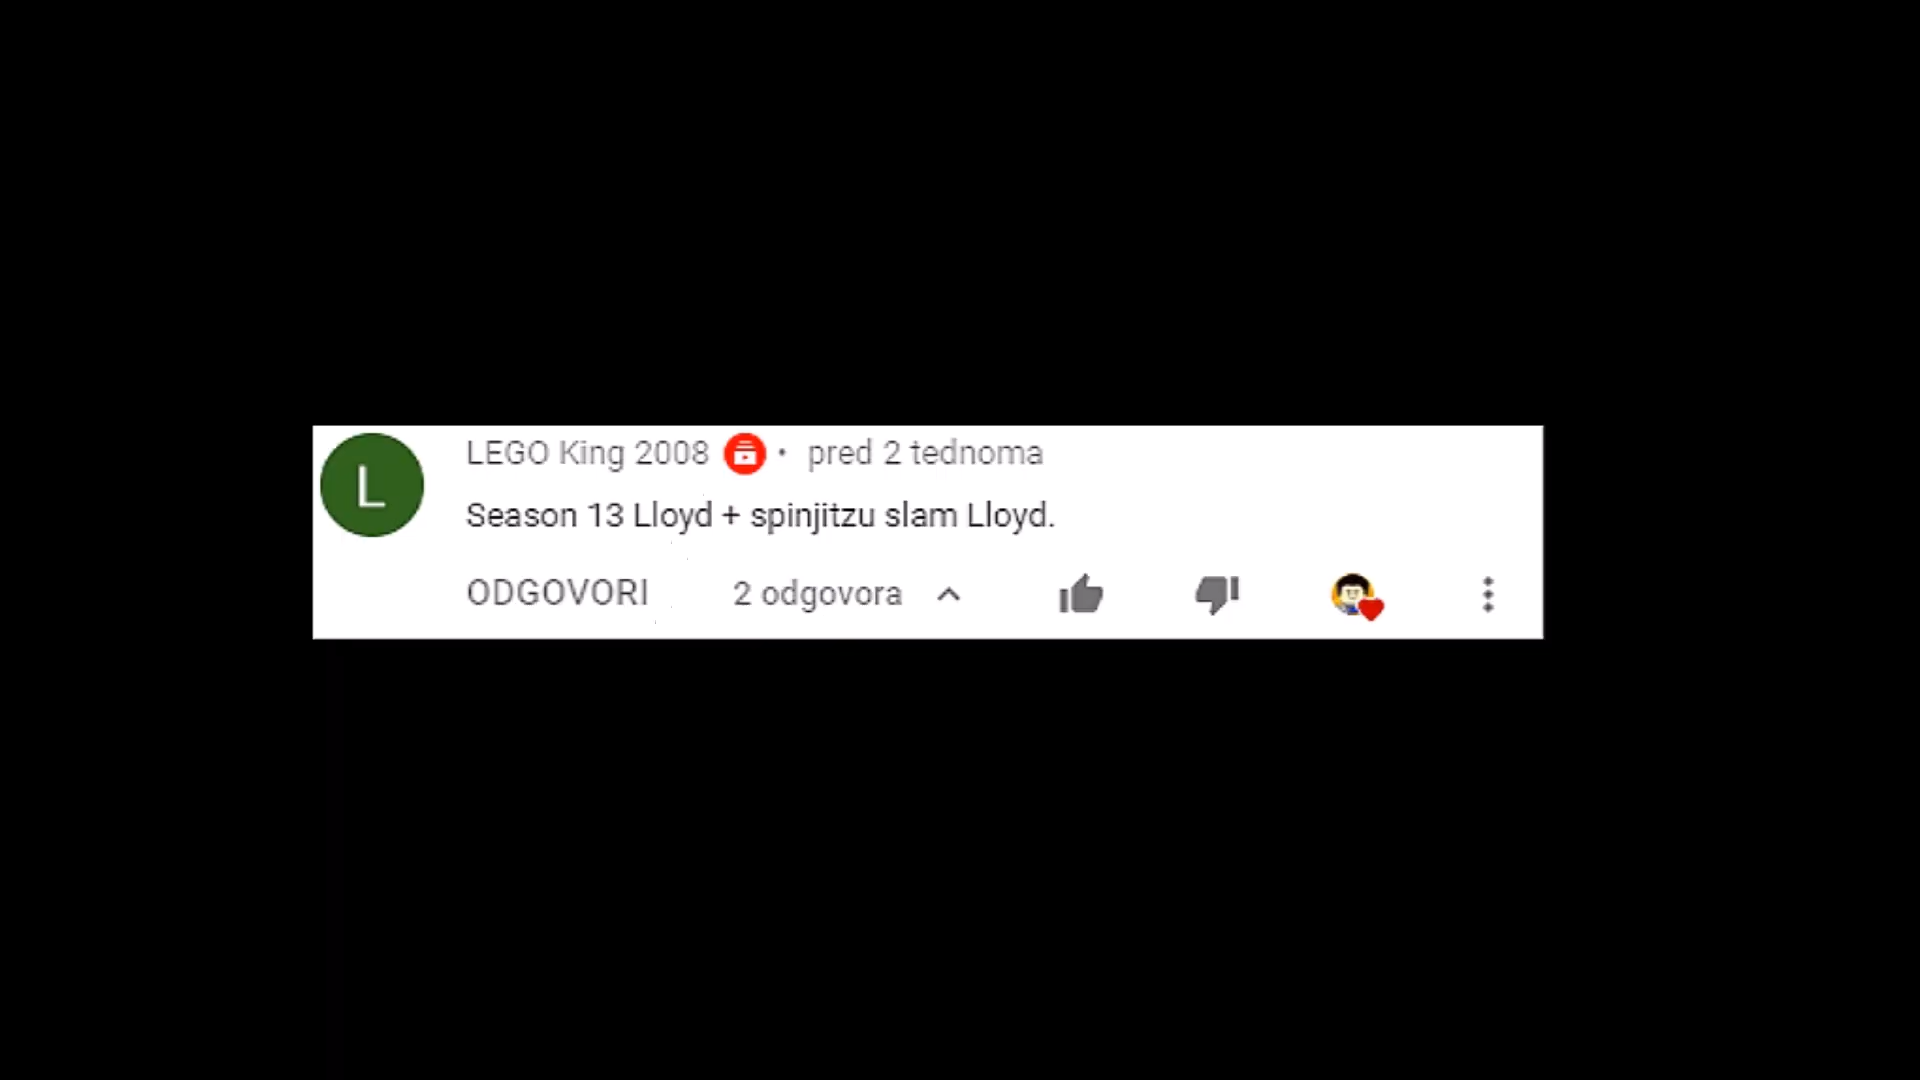 L
LEGO King 2008 • pred 2 tednoma
Season 13 Lloyd + spinjitzu slam Lloyd.
ODGOVORI 2 odgovora